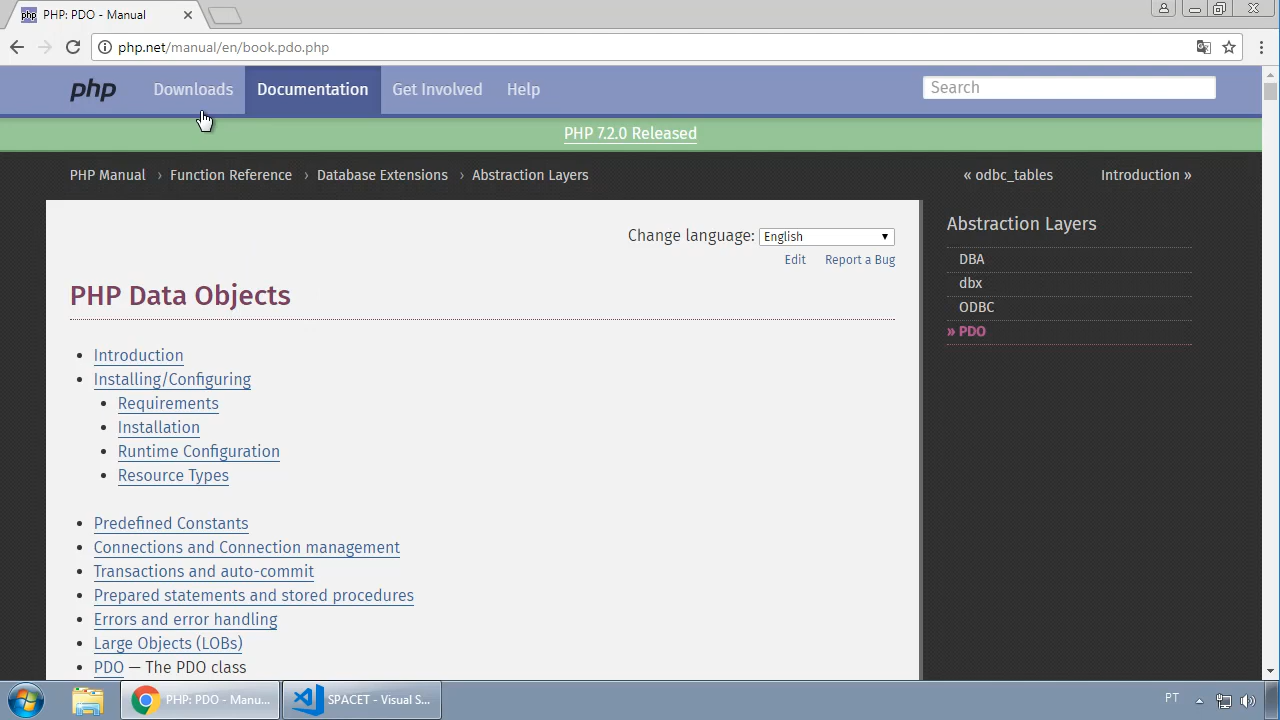 PHP: PDO - Manual
php.net/manual/en/book.pdo.php
php Downloads Documentation Get Involved Help Search
PHP 7.2.0 Released
PHP Manual › Function Reference › Database Extensions › Abstraction Layers « odbc_tables Introduction »
Change language: English
Edit Report a Bug
PHP Data Objects
• Introduction
• Installing/Configuring
• Requirements
• Installation
• Runtime Configuration
• Resource Types
• Predefined Constants
• Connections and Connection management
• Transactions and auto-commit
• Prepared statements and stored procedures
• Errors and error handling
• Large Objects (LOBs)
• PDO — The PDO class
Abstraction Layers
DBA
dbx
ODBC
» PDO
PHP: PDO - Manu... SPACET - Visual S... PT